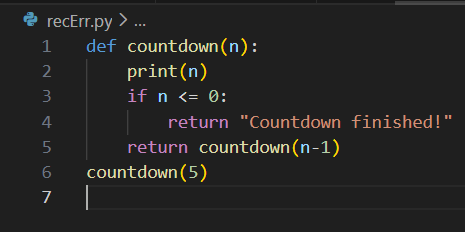 recErr.py > ...
1 def countdown(n):
2     print(n)
3     if n <= 0:
4         return "Countdown finished!"
5     return countdown(n-1)
6 countdown(5)
7